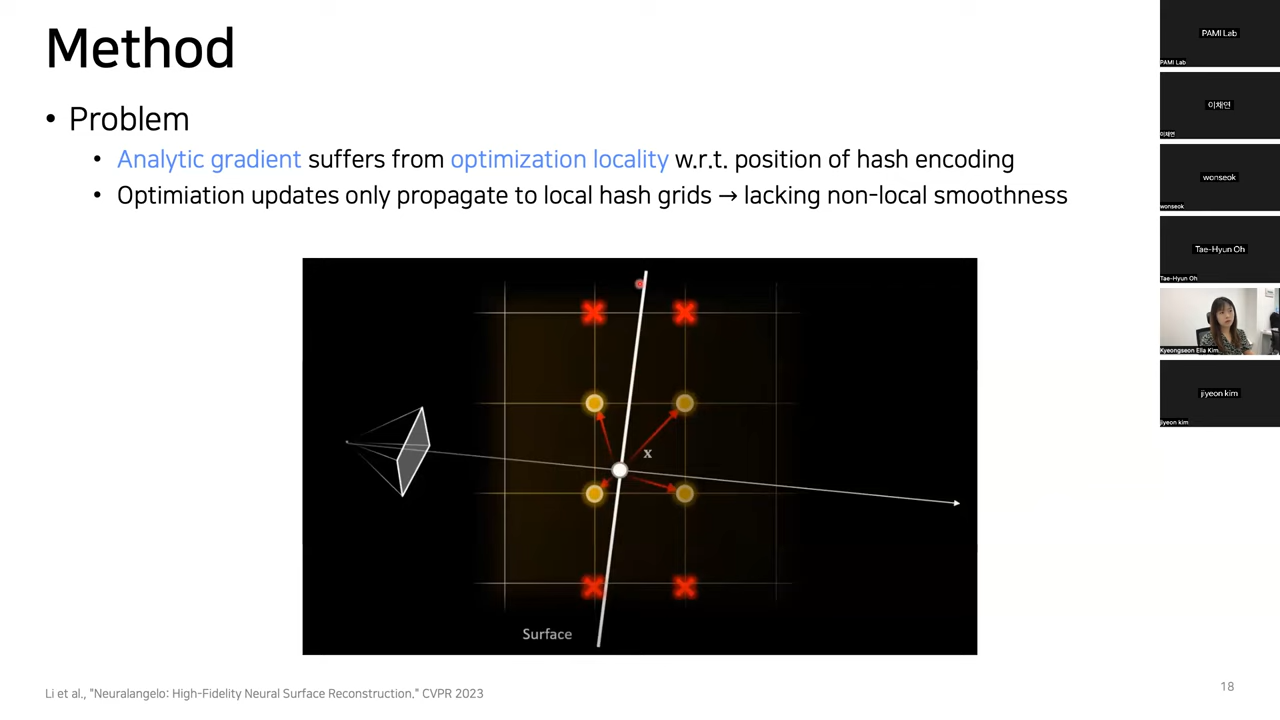 Method
• Problem
• Analytic gradient suffers from optimization locality w.r.t. position of hash encoding
• Optimiation updates only propagate to local hash grids → lacking non-local smoothness
x
Surface
Li et al., "Neuralangelo: High-Fidelity Neural Surface Reconstruction." CVPR 2023
18
PAMI Lab
PAMI Lab
이채연
이채연
wonseok
wonseok
Tae-Hyun Oh
Tae-Hyun Oh
Kyeongseon Ella Kim
jiyeon kim
jiyeon kim